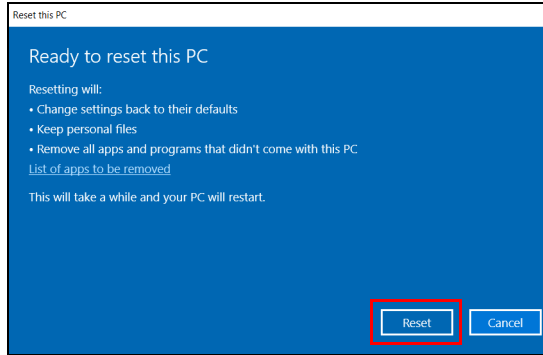 Reset this PC
Ready to reset this PC
Resetting will:
• Change settings back to their defaults
• Keep personal files
• Remove all apps and programs that didn't come with this PC
List of apps to be removed
This will take a while and your PC will restart.
Reset Cancel